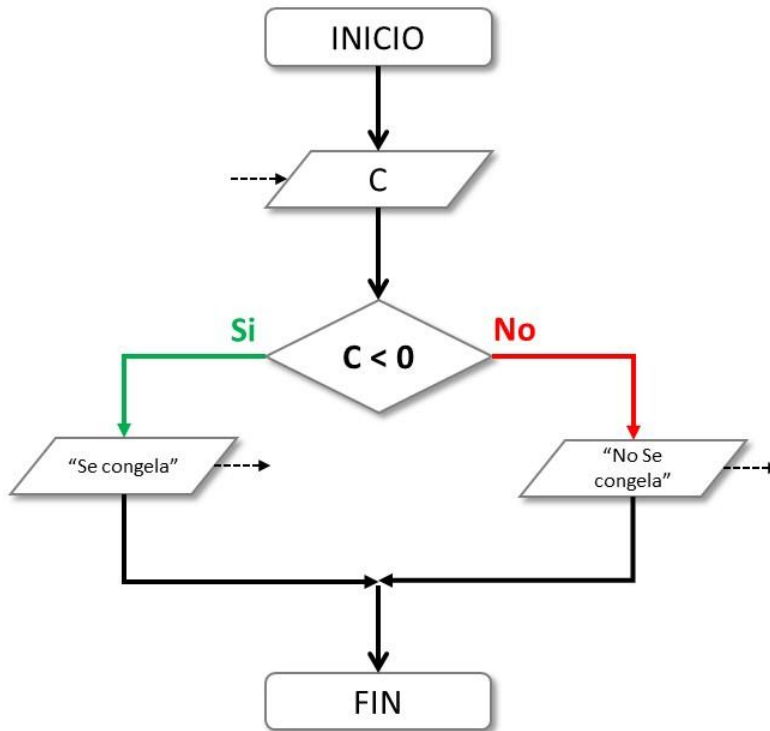 INICIO
C
Si
No
C < 0
“Se congela”
“No Se
congela”
FIN